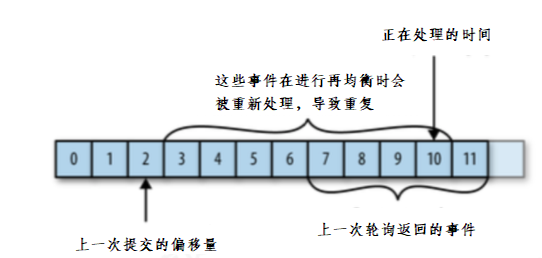 正在处理的时间
这些事件在进行再均衡时会
被重新处理，导致重复
0 1 2 3 4 5 6 7 8 9 10 11
上一次提交的偏移量
上一次轮询返回的事件